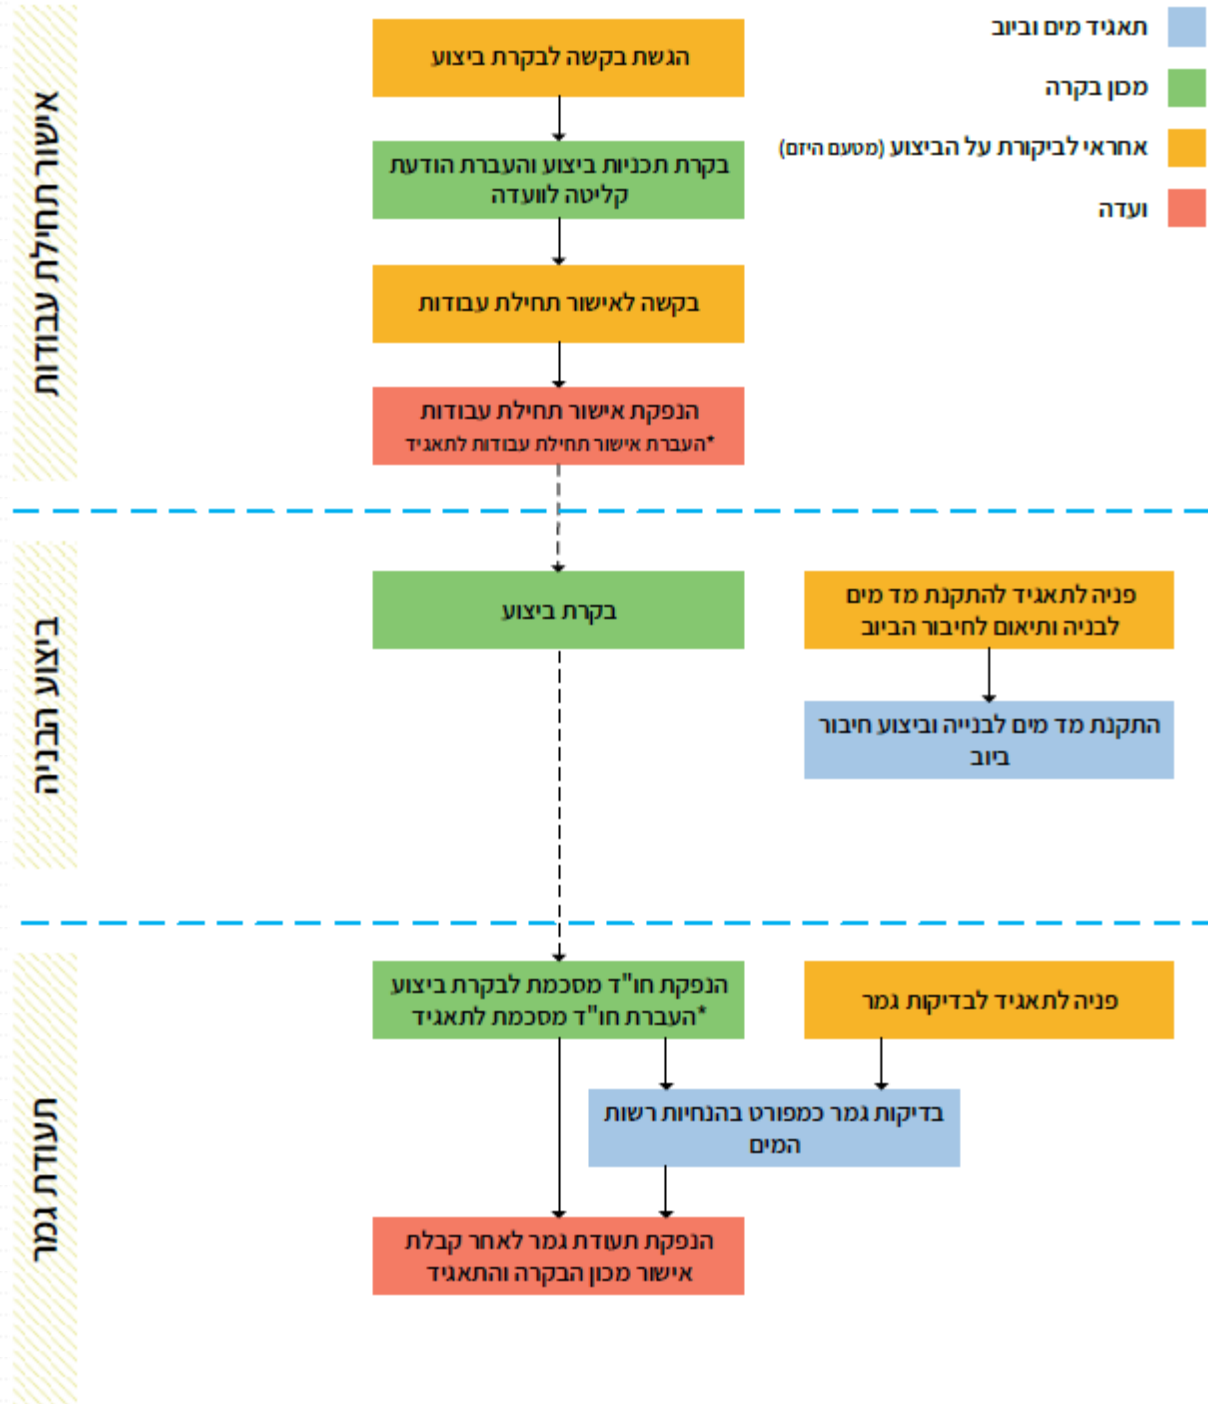 תאגיד מים וביוב
מכון בקרה
אחראי לביקורת על הביצוע (מטעם היזם)
ועדה
אישור תחילת עבודות
הגשת בקשה לבקרת ביצוע
בקרת תכניות ביצוע והעברת הודעת
קליטה לוועדה
בקשה לאישור תחילת עבודות
הנפקת אישור תחילת עבודות
*העברת אישור תחילת עבודות לתאגיד
ביצוע הבניה
פניה לתאגיד להתקנת מד מים
לבניה ותיאום לחיבור הביוב
בקרת ביצוע
התקנת מד מים לבנייה וביצוע חיבור
ביוב
תעודת גמר
פניה לתאגיד לבדיקות גמר
הנפקת חו"ד מסכמת לבקרת ביצוע
*העברת חו"ד מסכמת לתאגיד
בדיקות גמר כמפורט בהנחיות רשות
המים
הנפקת תעודת גמר לאחר קבלת
אישור מכון הבקרה והתאגיד